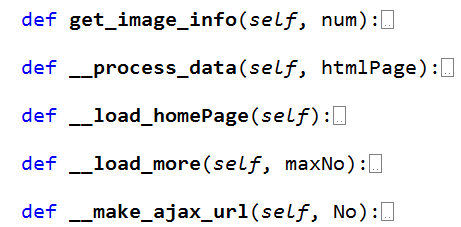 def get_image_info(self, num):
def __process_data(self, htmlPage):
def __load_homePage(self):
def __load_more(self, maxNo):
def __make_ajax_url(self, No):